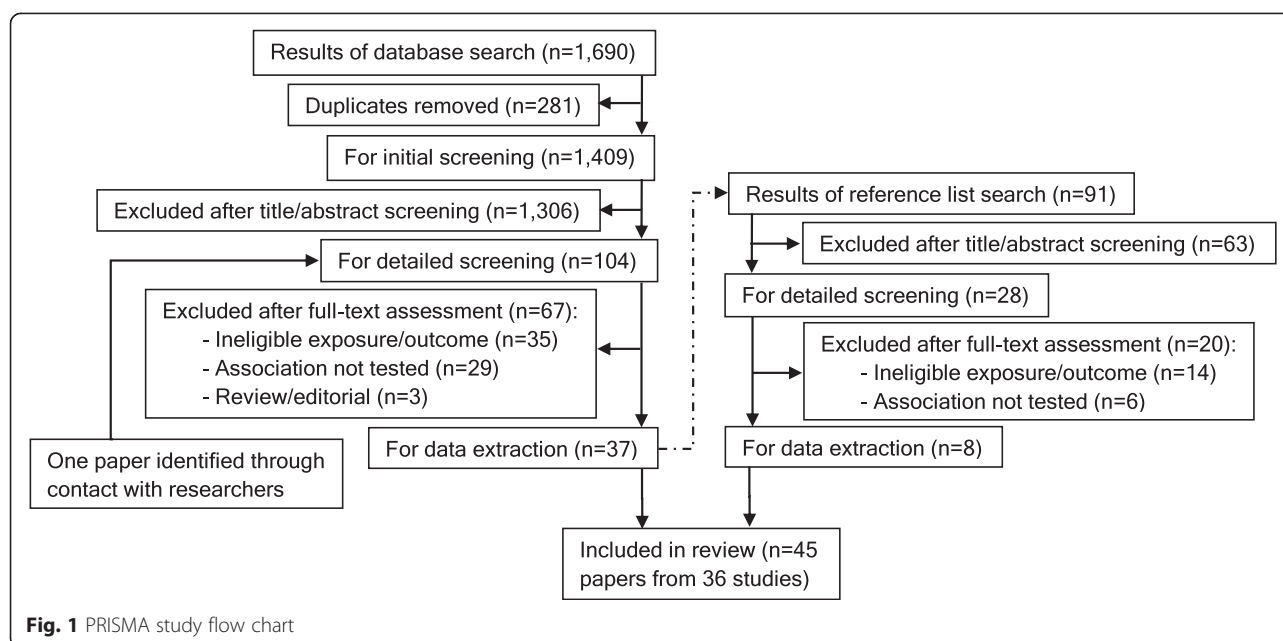 Results of database search (n=1,690)
Duplicates removed (n=281)
For initial screening (n=1,409)
Excluded after title/abstract screening (n=1,306)
For detailed screening (n=104)
Excluded after full-text assessment (n=67):
- Ineligible exposure/outcome (n=35)
- Association not tested (n=29)
- Review/editorial (n=3)
One paper identified through
contact with researchers
For data extraction (n=37)
Results of reference list search (n=91)
Excluded after title/abstract screening (n=63)
For detailed screening (n=28)
Excluded after full-text assessment (n=20):
- Ineligible exposure/outcome (n=14)
- Association not tested (n=6)
For data extraction (n=8)
Included in review (n=45
papers from 36 studies)
Fig. 1 PRISMA study flow chart